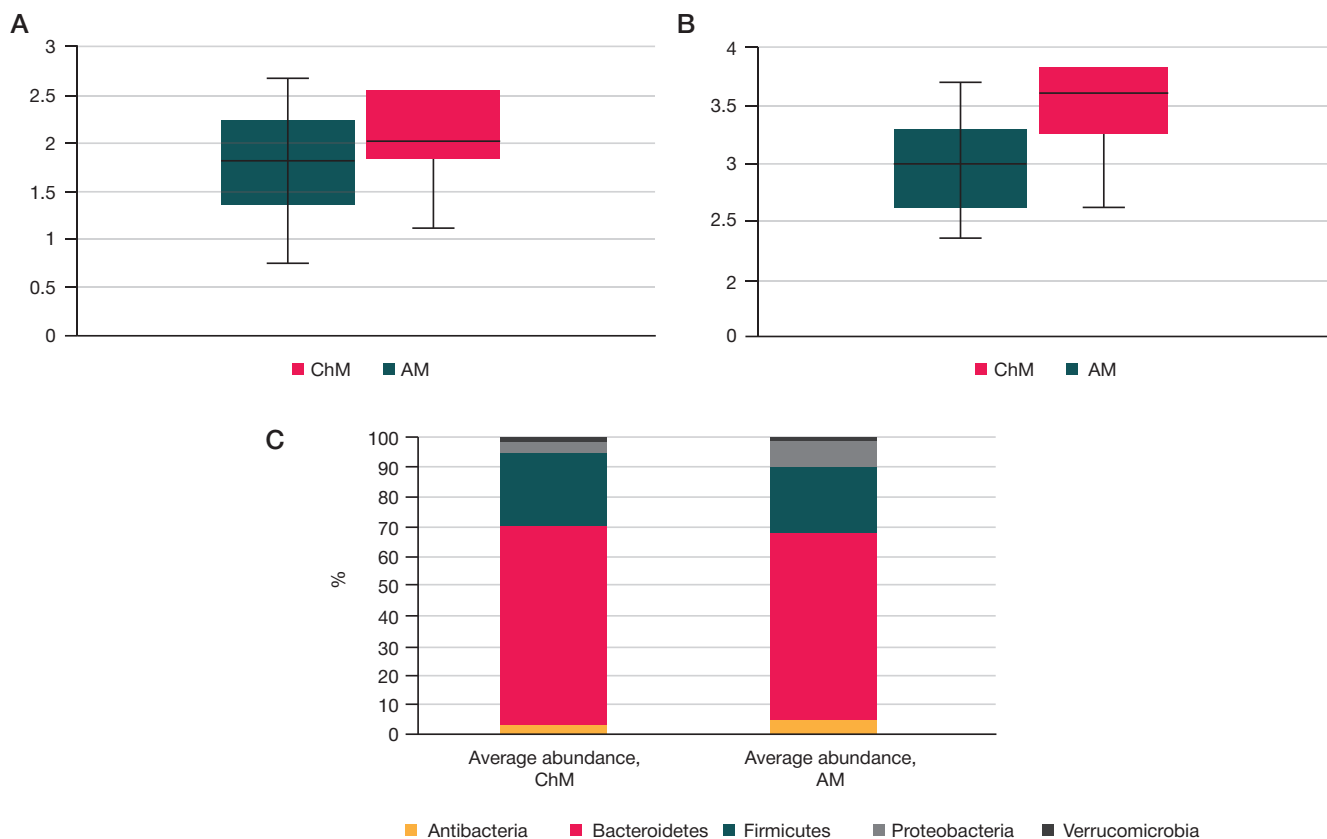 A
3
2.5
2
1.5
1
0.5
0
ChM AM
B
4
3.5
3
2.5
2
0
ChM AM
C
%
100
90
80
70
60
50
40
30
20
10
0
Average abundance,
ChM
Average abundance,
AM
Antibacteria Bacteroidetes Firmicutes Proteobacteria Verrucomicrobia